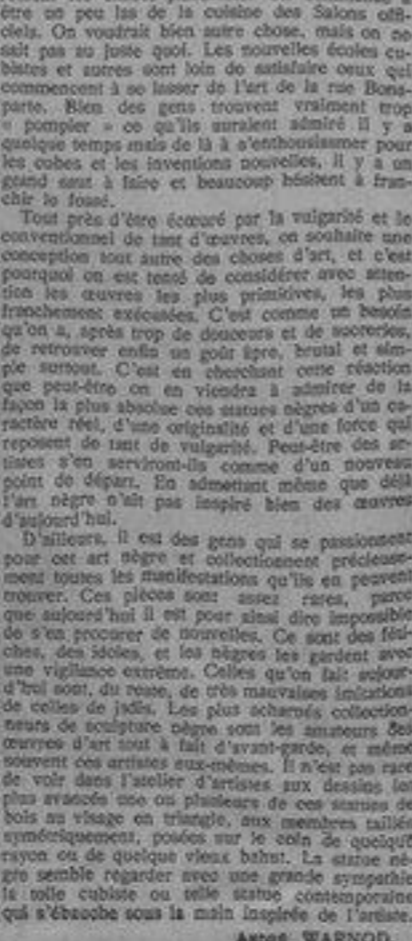 être un peu las de la cuisine des Salons offi-
ciels. On voudrait bien autre chose, mais on ne
sait pas au juste quoi. Les nouvelles écoles cu-
bistes et autres sont loin de satisfaire ceux qui
commencent à se lasser de l'art de la rue Bona-
parte. Bien des gens trouvent vraiment trop
« pompier » ce qu'ils auraient admiré il y a
quelque temps mais de là à s'enthousiasmer pour
les cubes et les inventions nouvelles, il y a un
grand saut à faire et beaucoup hésitent à fran-
chir le fossé.
Tout près d'être écœuré par la vulgarité et le
conventionnel de tant d'œuvres, on souhaite une
conception tout autre des choses d'art, et c'est
pourquoi on est tenté de considérer avec atten-
tion les œuvres les plus primitives, les plus
franchement exécutées. C'est comme un besoin
qu'on a, après trop de douceurs et de sucreries,
de retrouver enfin un goût âpre, brutal et sim-
ple surtout. C'est en cherchant cette réaction
que peut-être on en viendra à admirer de la
façon la plus absolue ces statues nègres d'un ca-
ractère réel, d'une originalité et d'une force qui
reposent de tant de vulgarité. Peut-être des ar-
tistes s'en serviront-ils comme d'un nouveau
point de départ. En admettant même que déjà
l'art nègre n'ait pas inspiré bien des œuvres
d'aujourd'hui.
D'ailleurs, il est des gens qui se passionnent
pour cet art nègre et collectionnent précieuse-
ment toutes les manifestations qu'ils en peuvent
trouver. Ces pièces sont assez rares, parce
que aujourd'hui il est pour ainsi dire impossible
de s'en procurer de nouvelles. Ce sont des féti-
ches, des idoles, et les nègres les gardent avec
une vigilance extrême. Celles qu'on fait aujour-
d'hui sont, du reste, de très mauvaises imitations
de celles de jadis. Les plus acharnés collection-
neurs de sculpture nègre sont les amateurs des
œuvres d'art tout à fait d'avant-garde, et même
souvent ces artistes eux-mêmes. Il n'est pas rare
de voir dans l'atelier d'artistes aux dessins les
plus avancés une ou plusieurs de ces statues de
bois au visage en triangle, aux membres taillés
symétriquement, posées sur le coin de quelque
rayon ou de quelque vieux bahut. La statue nè-
gre semble regarder avec une grande sympathie
la toile cubiste ou telle statue contemporaine
qui s'ébauche sous la main inspirée de l'artiste.
André WARNOD.